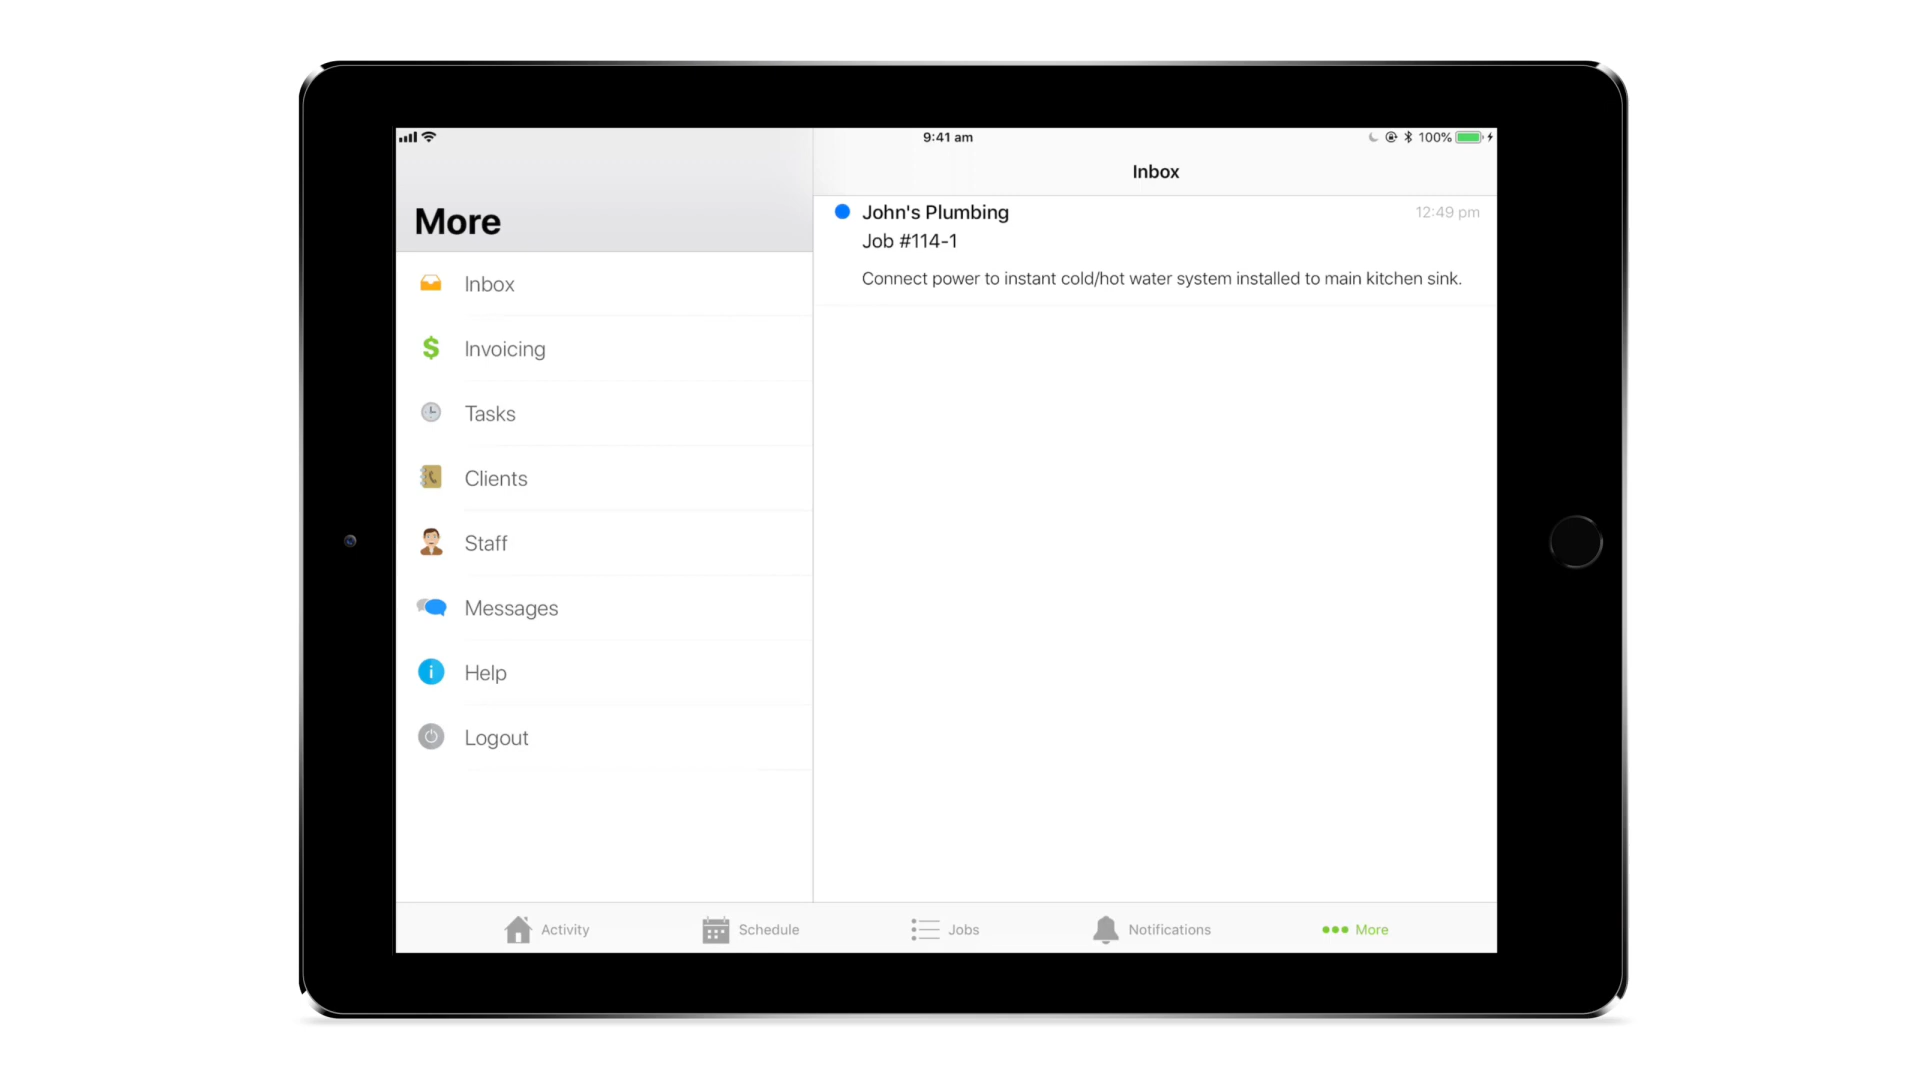 9:41 am
100%
More
Inbox
Invoicing
Tasks
Clients
Staff
Messages
Help
Logout
Inbox
John's Plumbing
12:49 pm
Job #114-1
Connect power to instant cold/hot water system installed to main kitchen sink.
Activity
Schedule
Jobs
Notifications
More